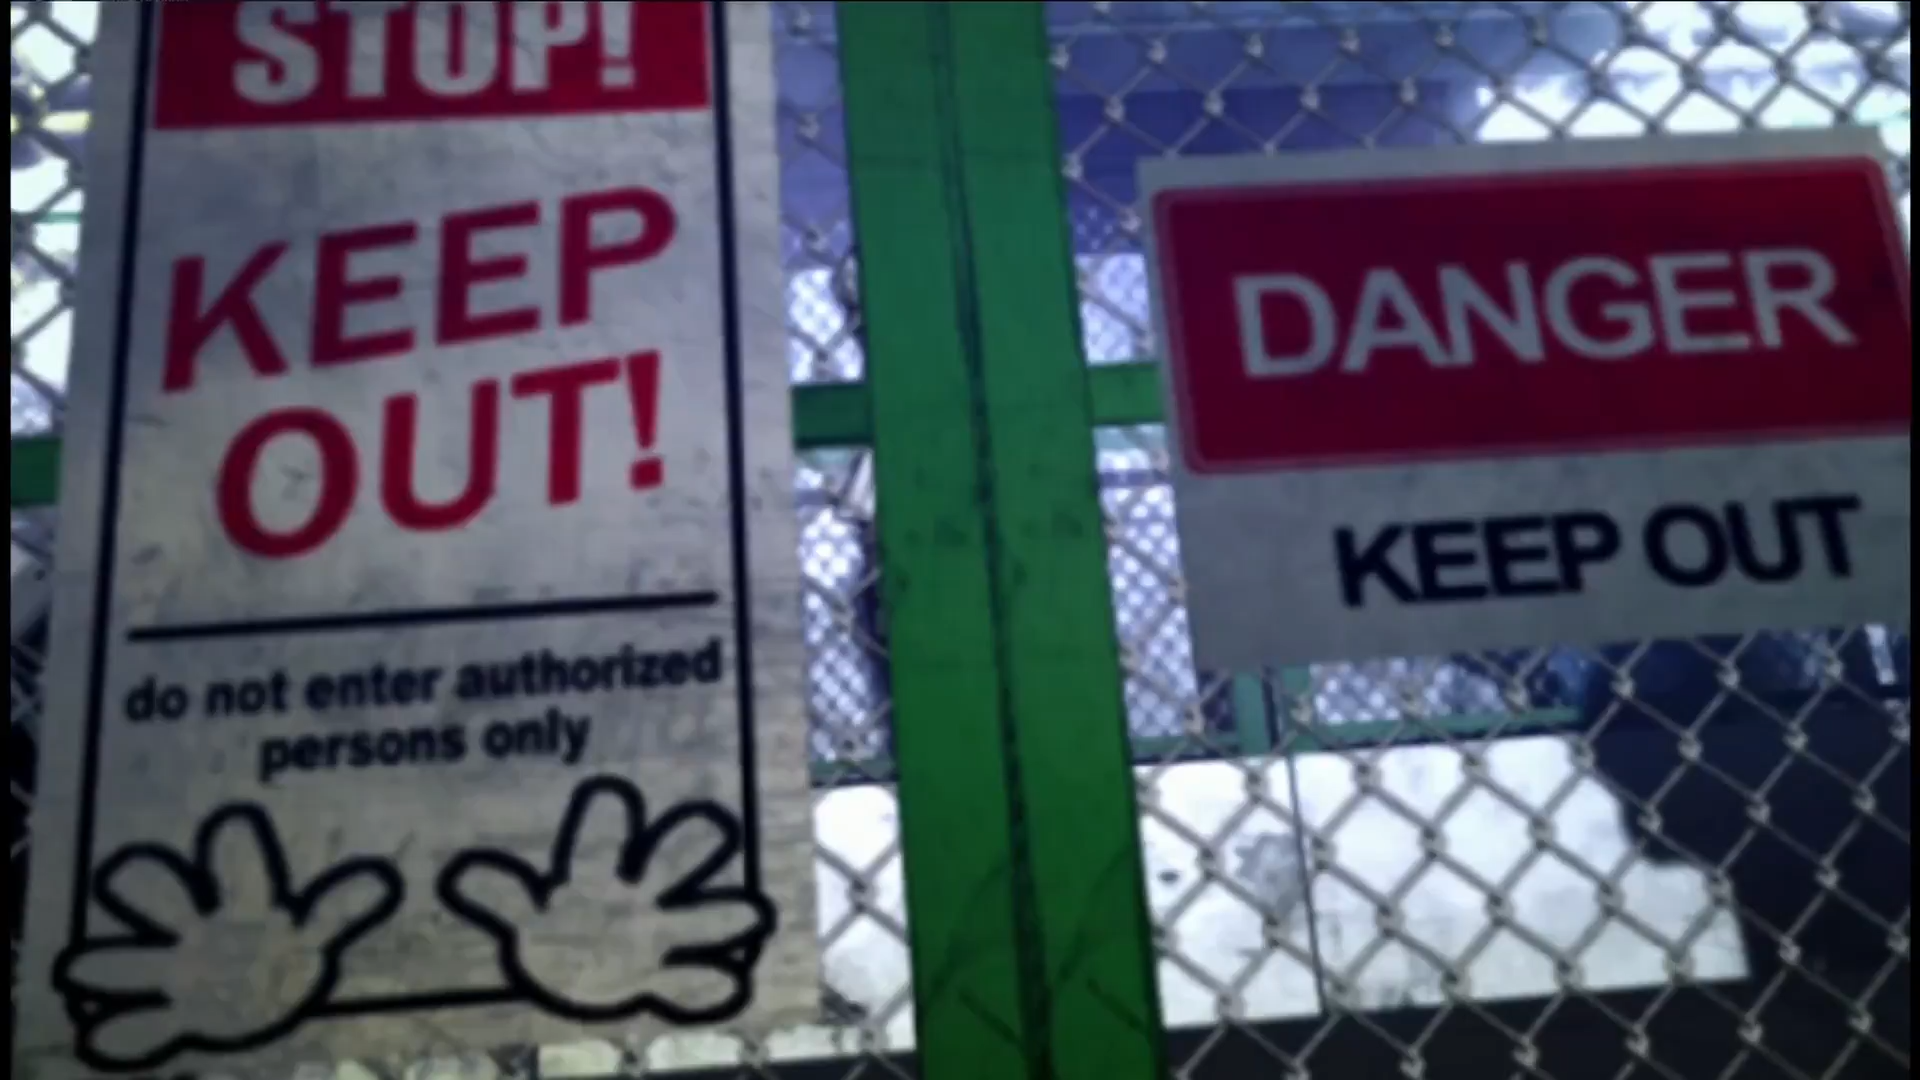 STOP!
KEEP
OUT!
do not enter authorized
persons only
DANGER
KEEP OUT